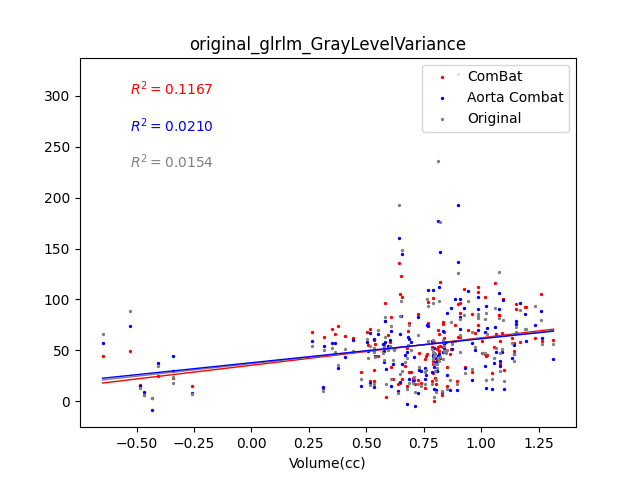 original_glrlm_GrayLevelVariance
R² = 0.1167
R² = 0.0210
R² = 0.0154
ComBat
Aorta Combat
Original
300
250
200
150
100
50
0
−0.50 −0.25 0.00 0.25 0.50 0.75 1.00 1.25
Volume(cc)